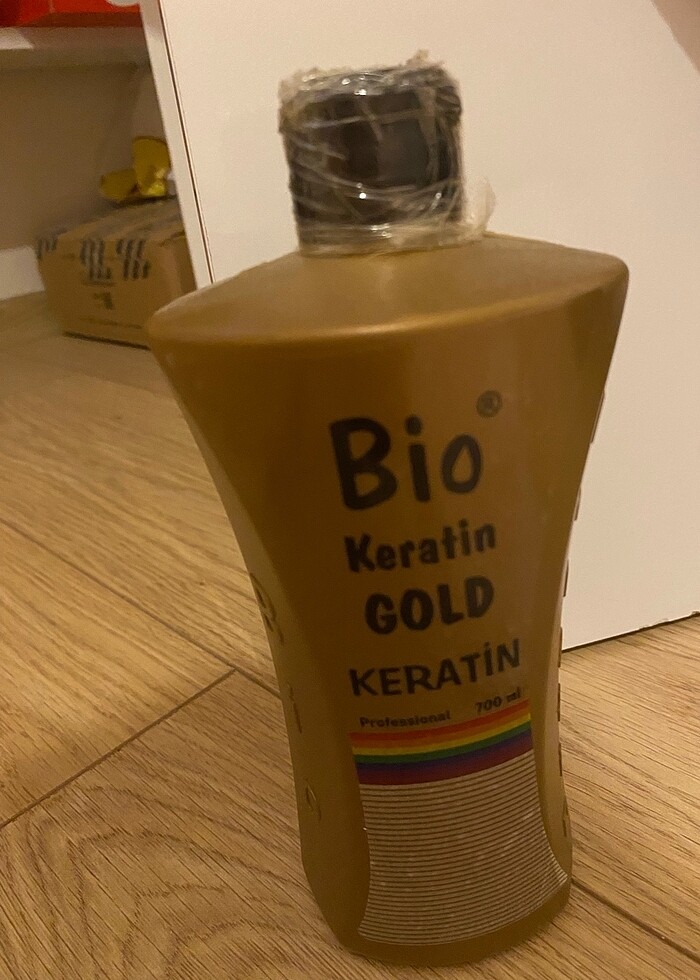 Bio®
Keratin
GOLD
KERATİN
Professional 700 ml